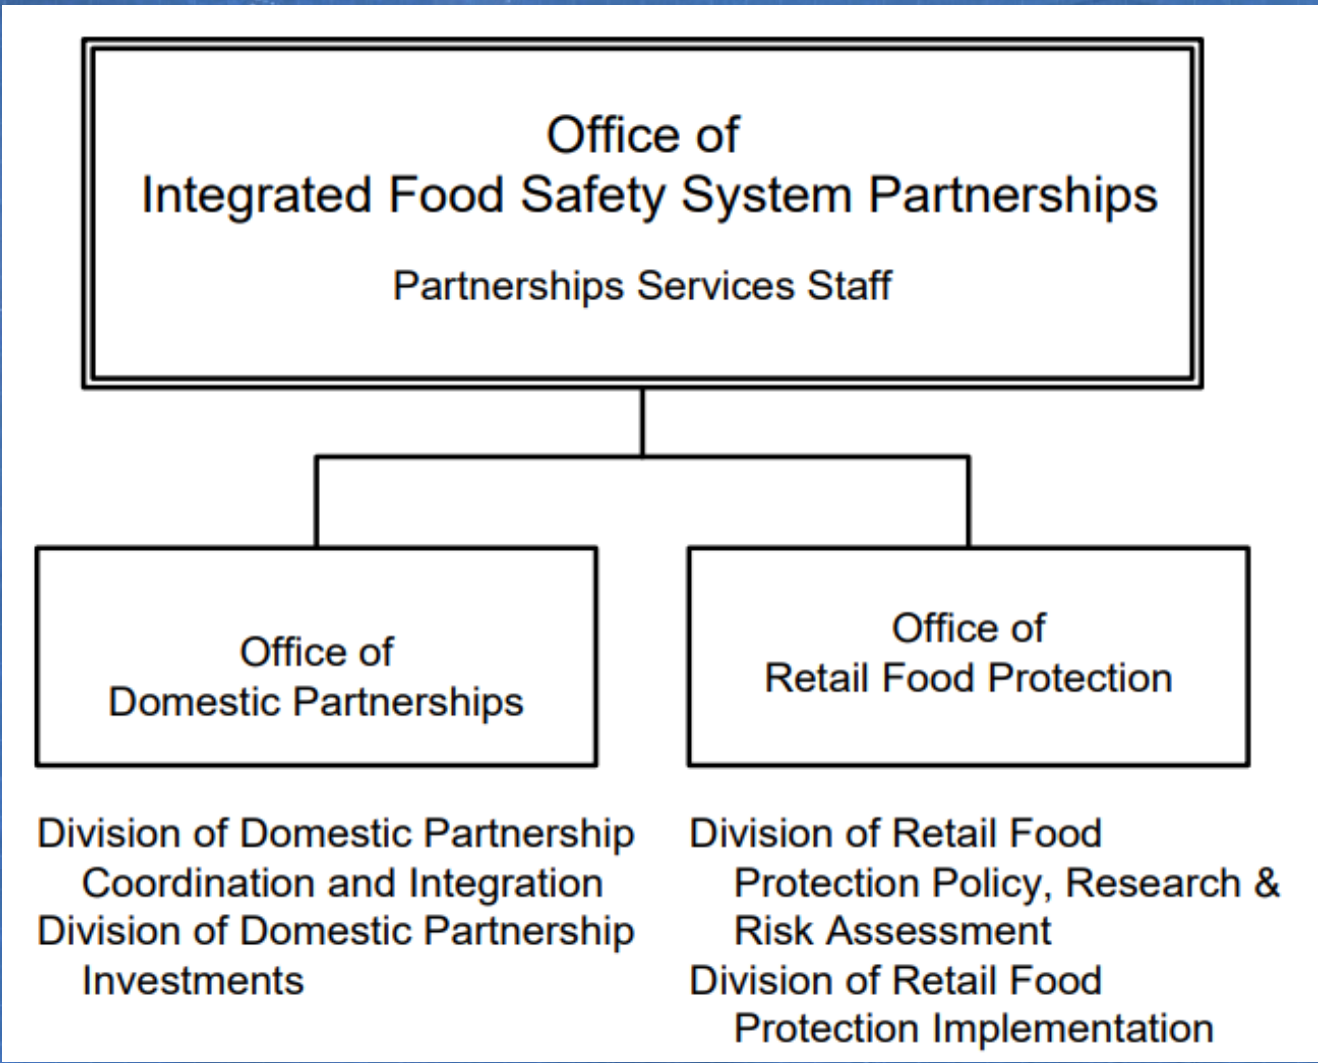 Office of
Integrated Food Safety System Partnerships
Partnerships Services Staff
Office of
Domestic Partnerships
Division of Domestic Partnership
Coordination and Integration
Division of Domestic Partnership
Investments
Office of
Retail Food Protection
Division of Retail Food
Protection Policy, Research &
Risk Assessment
Division of Retail Food
Protection Implementation